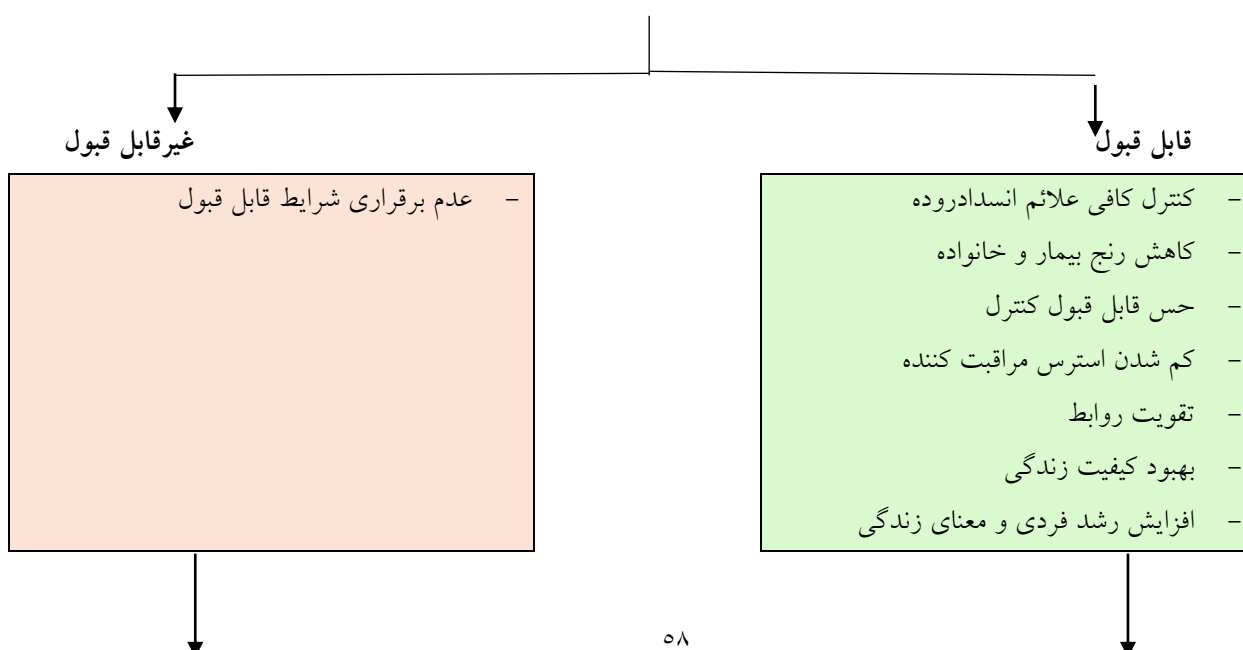 قابل قبول
غیرقابل قبول
- کنترل کافی علائم انسدادروده
- کاهش رنج بیمار و خانواده
- حس قابل قبول کنترل
- کم شدن استرس مراقبت کننده
- تقویت روابط
- بهبود کیفیت زندگی
- افزایش رشد فردی و معنای زندگی
- عدم برقراری شرایط قابل قبول
۵۸